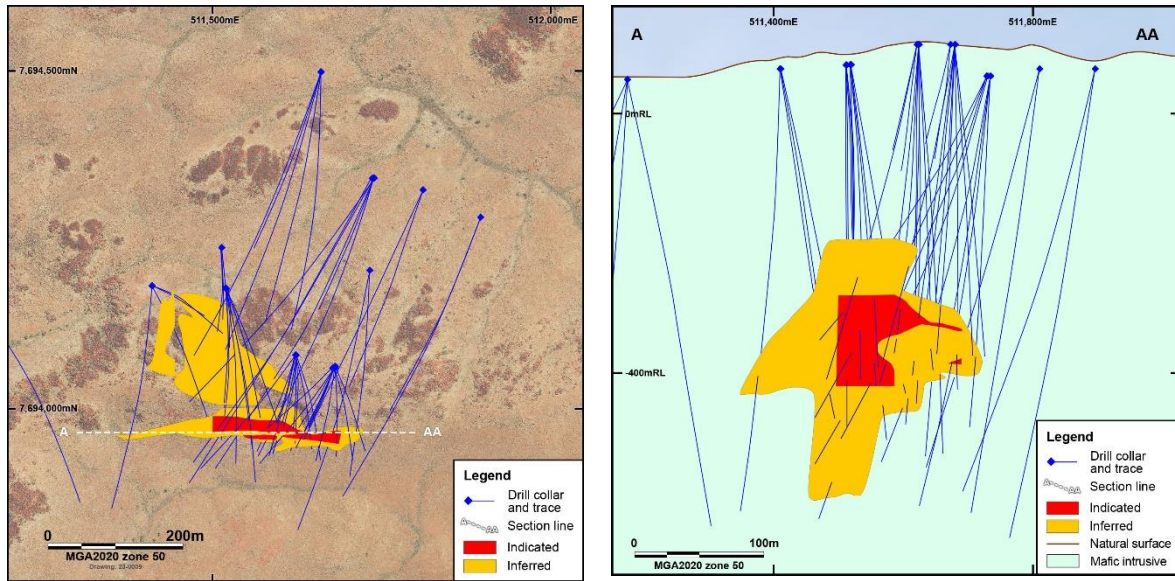 511,500mE
512,000mE
7,694,500mN
7,694,000mN
A
AA
0
200m
MGA2020 zone 50
Legend
Drill collar
and trace
A AA
Section line
Indicated
Inferred
511,400mE
511,800mE
A
AA
0mRL
-400mRL
0
100m
MGA2020 zone 50
Legend
Drill collar
and trace
A AA
Section line
Indicated
Inferred
Natural surface
Mafic intrusive